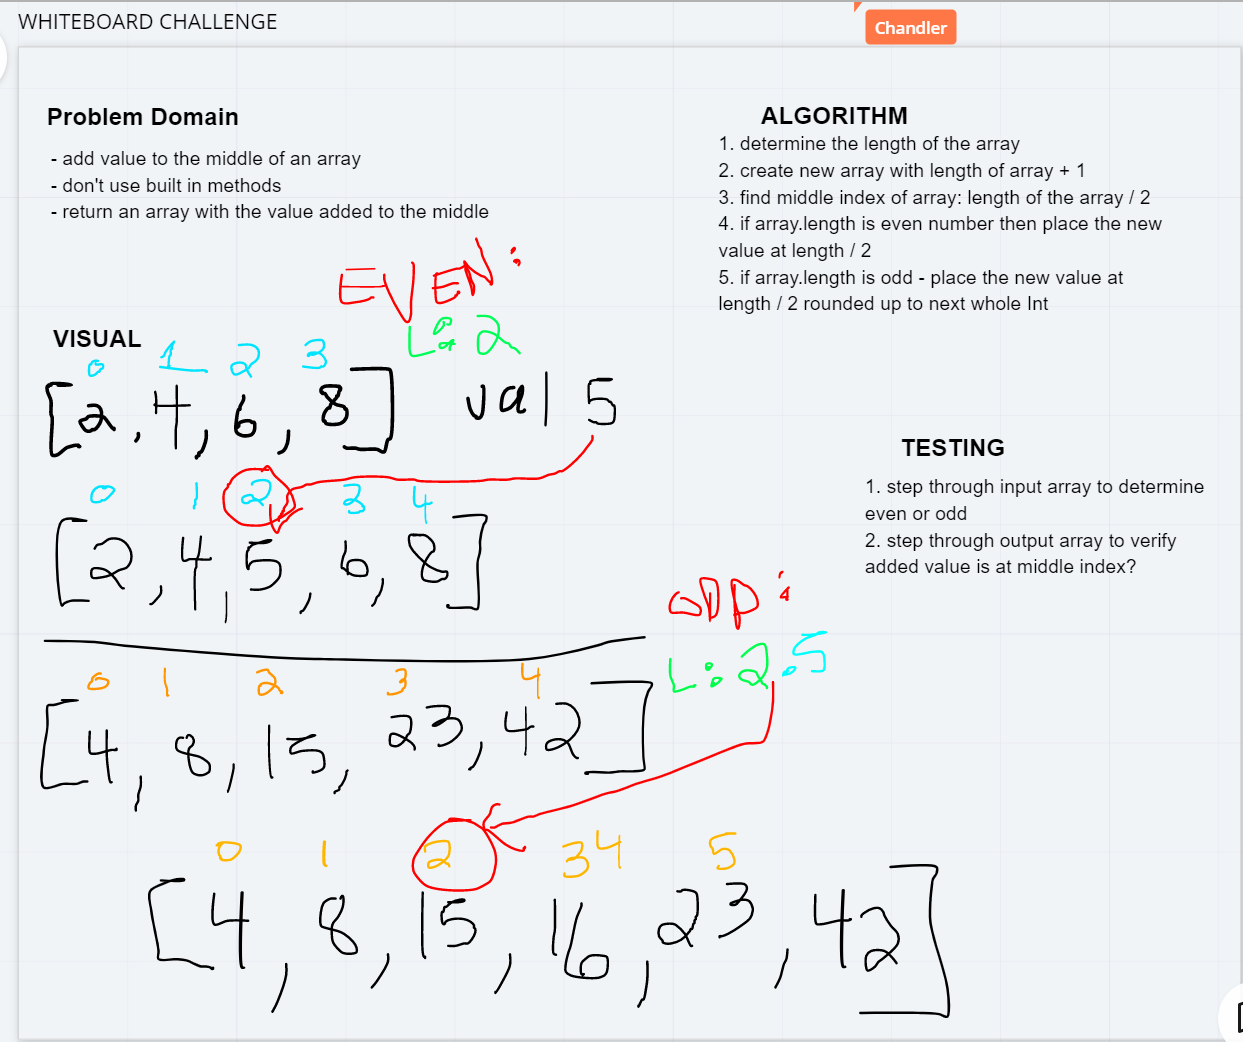 WHITEBOARD CHALLENGE
Chandler
Problem Domain
- add value to the middle of an array
- don't use built in methods
- return an array with the value added to the middle
ALGORITHM
1. determine the length of the array
2. create new array with length of array + 1
3. find middle index of array: length of the array / 2
4. if array.length is even number then place the new
value at length / 2
5. if array.length is odd - place the new value at
length / 2 rounded up to next whole Int
EVEN:
L: 2
VISUAL
0 1 2 3
[2, 4, 6, 8] val 5
0 1 2 3 4
[2, 4, 5, 6, 8]
TESTING
1. step through input array to determine
even or odd
2. step through output array to verify
added value is at middle index?
ODD:
L: 2.5
0 1 2 3 4
[4, 8, 15, 23, 42]
0 1 2 3 4 5
[4, 8, 15, 16, 23, 42]